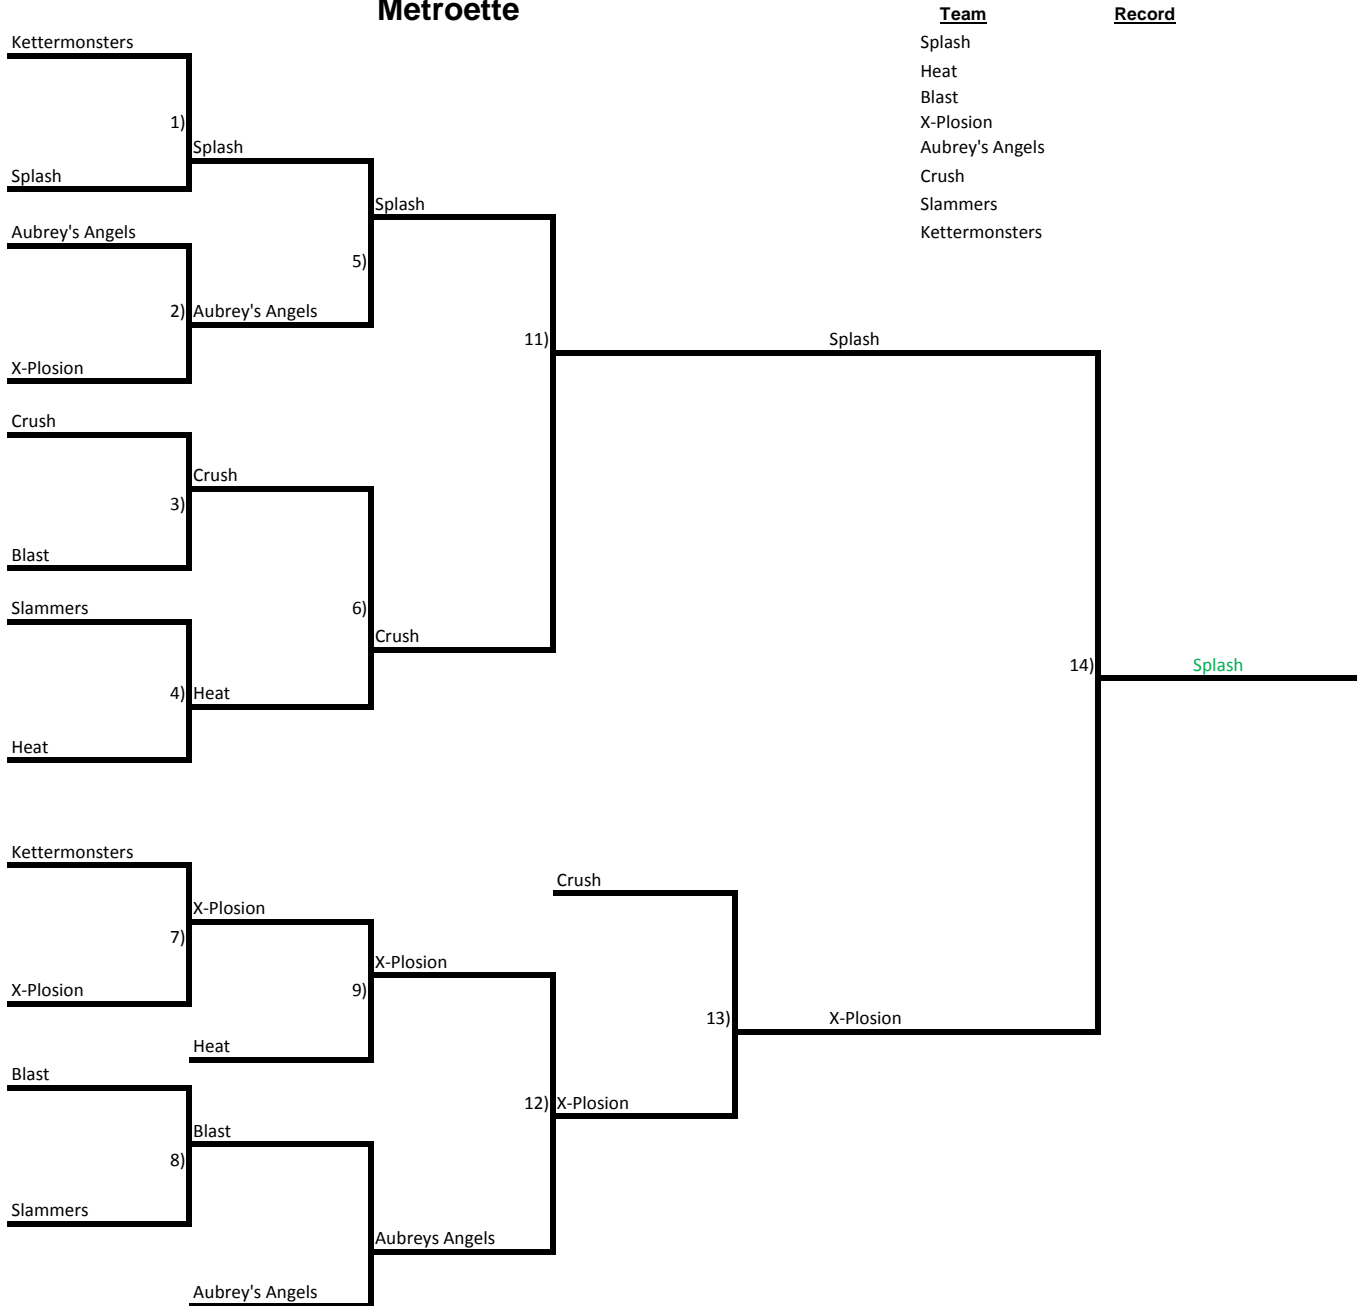 Metroette
Team Record
Kettermonsters
Splash
Heat
Blast
1)
X-Plosion
Splash
Aubrey's Angels
Splash
Crush
Splash
Slammers
Aubrey's Angels
Kettermonsters
5)
2) Aubrey's Angels
11)
Splash
X-Plosion
Crush
Crush
3)
Blast
Slammers
6)
Crush
14)
Splash
4) Heat
Heat
Kettermonsters
Crush
X-Plosion
7)
X-Plosion
X-Plosion
9)
13)
X-Plosion
Heat
Blast
12) X-Plosion
Blast
8)
Slammers
Aubreys Angels
Aubrey's Angels